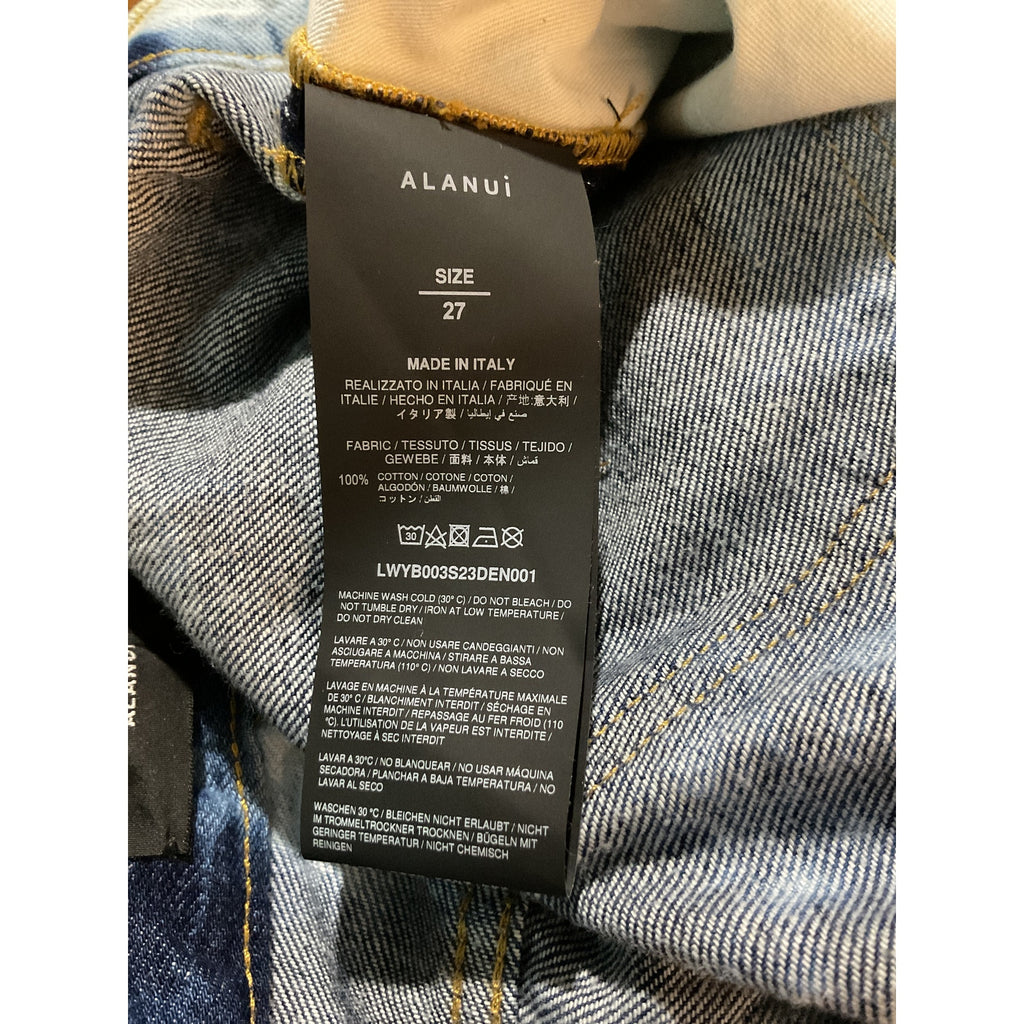 ALANUi
SIZE
27
MADE IN ITALY
REALIZZATO IN ITALIA / FABRIQUÉ EN
ITALIE / HECHO EN ITALIA / 产地:意大利 /
イタリア製 / صنع في إيطاليا
FABRIC / TESSUTO / TISSUS / TEJIDO /
GEWEBE / 面料 / 本体 / قماش
100% COTTON / COTONE / COTON /
ALGODÓN / BAUMWOLLE / 棉 /
コットン / القطن
30
LWYB003S23DEN001
MACHINE WASH COLD (30° C) / DO NOT BLEACH / DO
NOT TUMBLE DRY / IRON AT LOW TEMPERATURE /
DO NOT DRY CLEAN
LAVARE A 30° C / NON USARE CANDEGGIANTI / NON
ASCIUGARE A MACCHINA / STIRARE A BASSA
TEMPERATURA (110° C) / NON LAVARE A SECCO
LAVAGE EN MACHINE À LA TEMPÉRATURE MAXIMALE
DE 30° C / BLANCHIMENT INTERDIT / SÉCHAGE EN
MACHINE INTERDIT / REPASSAGE AU FER FROID (110
°C). L'UTILISATION DE LA VAPEUR EST INTERDITE /
NETTOYAGE À SEC INTERDIT
LAVAR A 30°C / NO BLANQUEAR / NO USAR MÁQUINA
SECADORA / PLANCHAR A BAJA TEMPERATURA / NO
LAVAR AL SECO
WASCHEN 30 °C / BLEICHEN NICHT ERLAUBT / NICHT
IM TROMMELTROCKNER TROCKNEN / BÜGELN MIT
GERINGER TEMPERATUR / NICHT CHEMISCH
REINIGEN
ALANUi